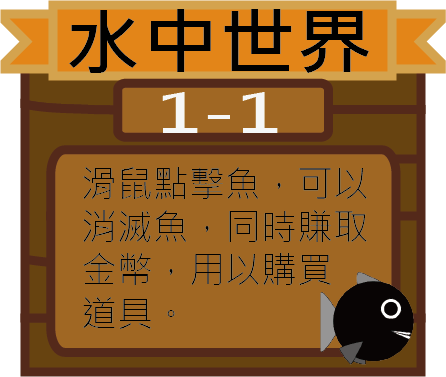 水中世界
1-1
滑鼠點擊魚，可以
消滅魚，同時賺取
金幣，用以購買
道具。